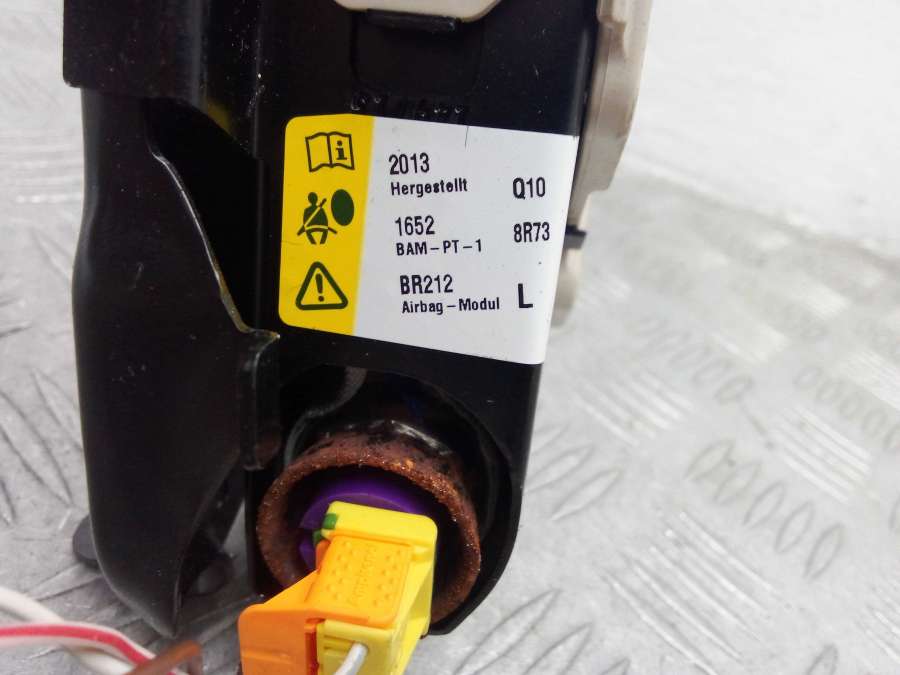 2013
Hergestellt
Q10
1652
8R73
BAM-PT-1
BR212
Airbag-Modul
L